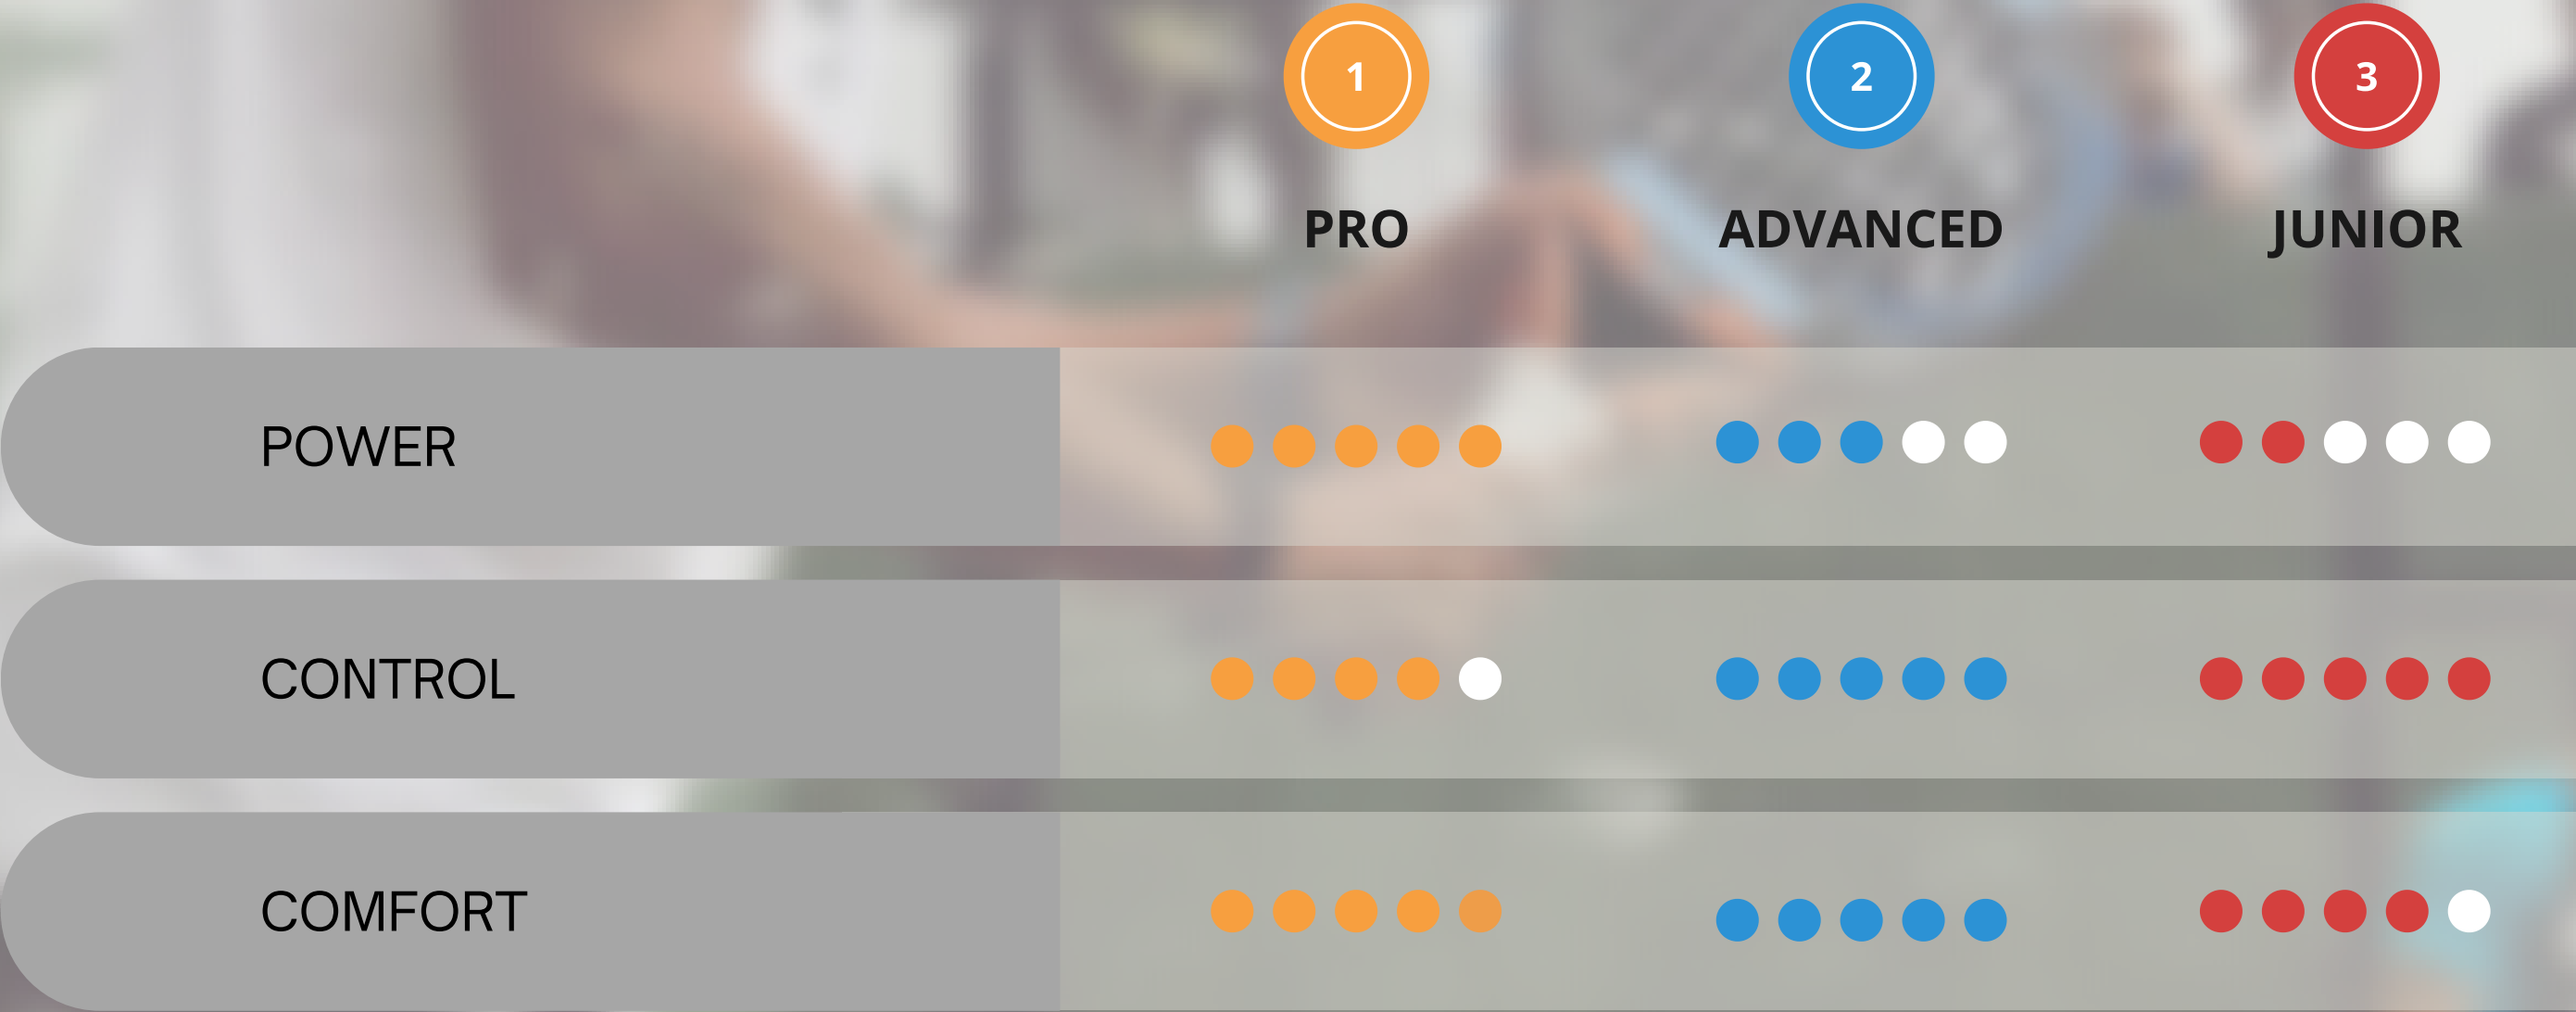 1 2 3
PRO ADVANCED JUNIOR
POWER
CONTROL
COMFORT